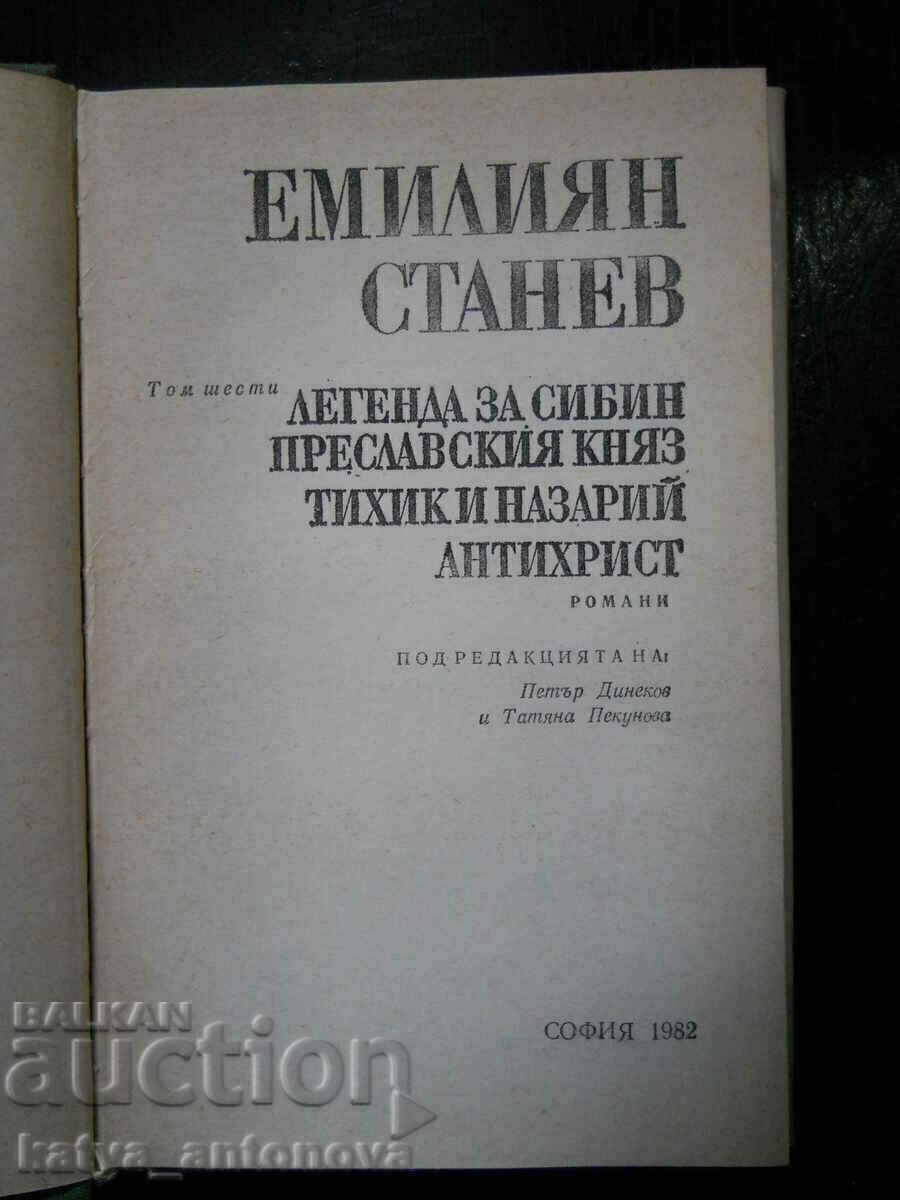 ЕМИЛИЯН
СТАНЕВ
Том шести
ЛЕГЕНДА ЗА СИБИН
ПРЕСЛАВСКИЯ КНЯЗ
ТИХИК И НАЗАРИЙ
АНТИХРИСТ
РОМАНИ
ПОД РЕДАКЦИЯТА НА:
Петър Динеков
и Татяна Пекунова
СОФИЯ 1982
BALKAN
auction
katya_antonova